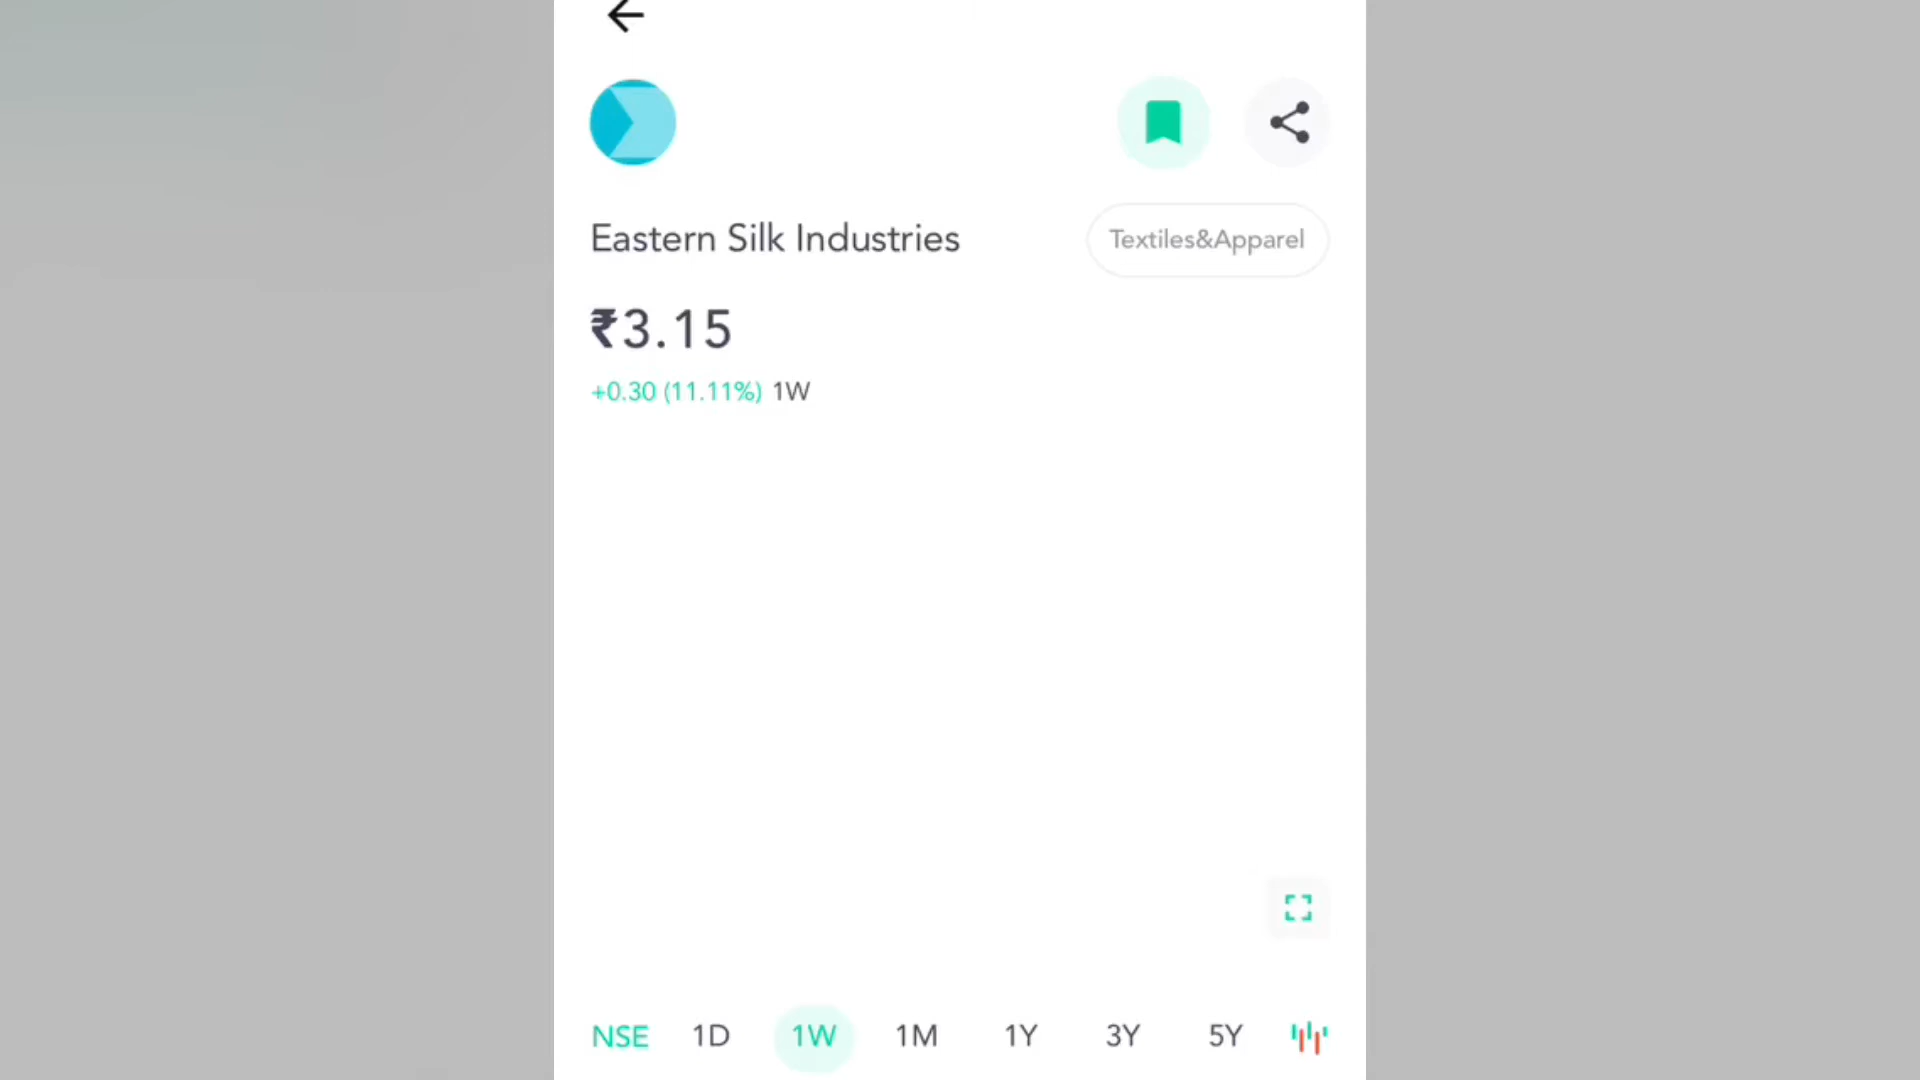 Eastern Silk Industries
Textiles&Apparel
₹3.15
+0.30 (11.11%) 1W
NSE 1D 1W 1M 1Y 3Y 5Y